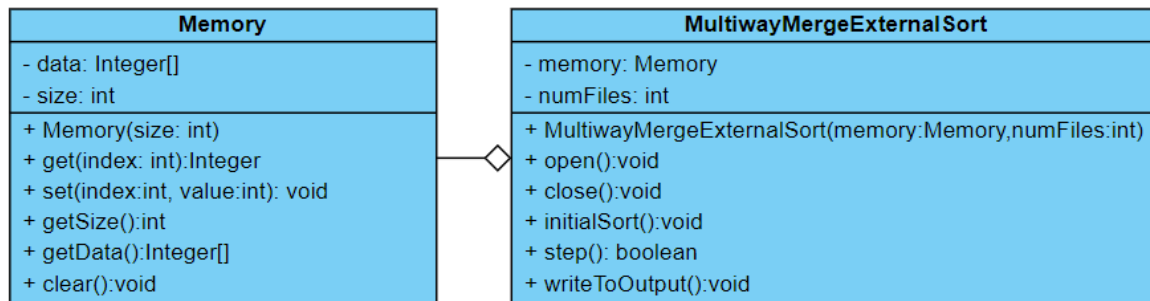 Memory
- data: Integer[]
- size: int
+ Memory(size: int)
+ get(index: int):Integer
+ set(index:int, value:int): void
+ getSize():int
+ getData():Integer[]
+ clear():void
MultiwayMergeExternalSort
- memory: Memory
- numFiles: int
+ MultiwayMergeExternalSort(memory:Memory,numFiles:int)
+ open():void
+ close():void
+ initialSort():void
+ step(): boolean
+ writeToOutput():void